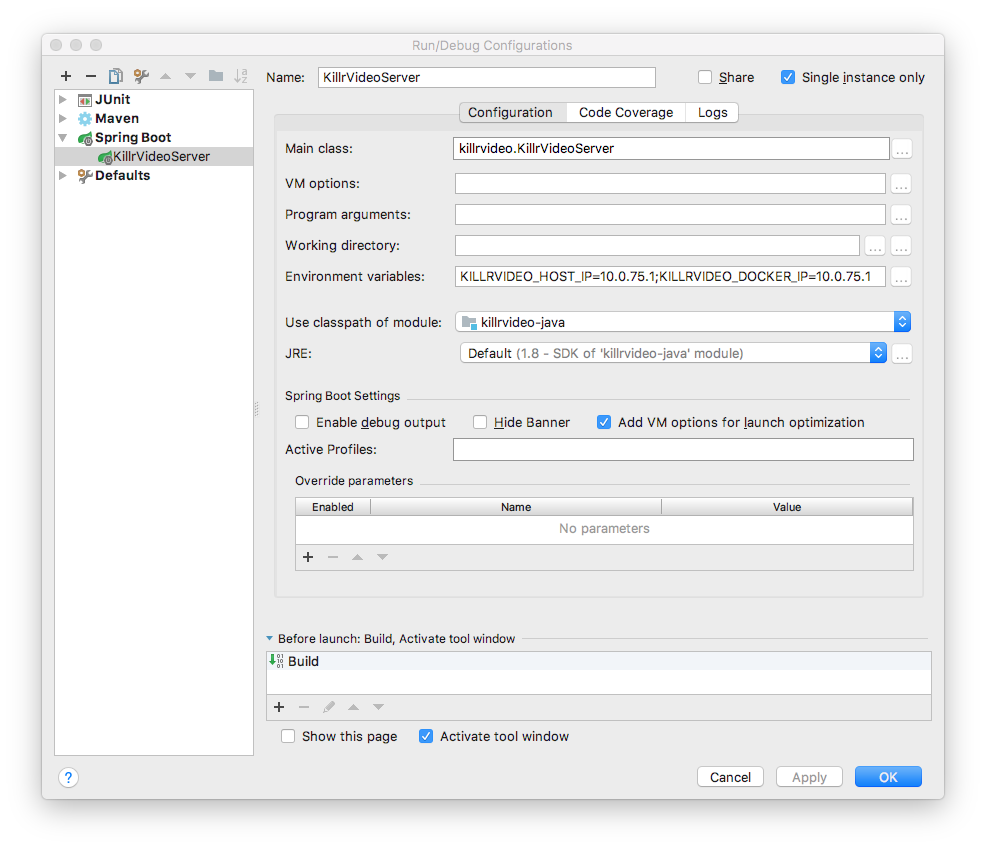 Run/Debug Configurations
Name: KillrVideoServer Share Single instance only
JUnit
Maven
Spring Boot
KillrVideoServer
Defaults
Configuration Code Coverage Logs
Main class: killrvideo.KillrVideoServer ...
VM options: ...
Program arguments: ...
Working directory: ... ...
Environment variables: KILLRVIDEO_HOST_IP=10.0.75.1;KILLRVIDEO_DOCKER_IP=10.0.75.1 ...
Use classpath of module: killrvideo-java
JRE: Default (1.8 - SDK of 'killrvideo-java' module) ...
Spring Boot Settings
Enable debug output Hide Banner Add VM options for launch optimization
Active Profiles:
Override parameters
Enabled Name Value
No parameters
Before launch: Build, Activate tool window
Build
Show this page Activate tool window
? Cancel Apply OK